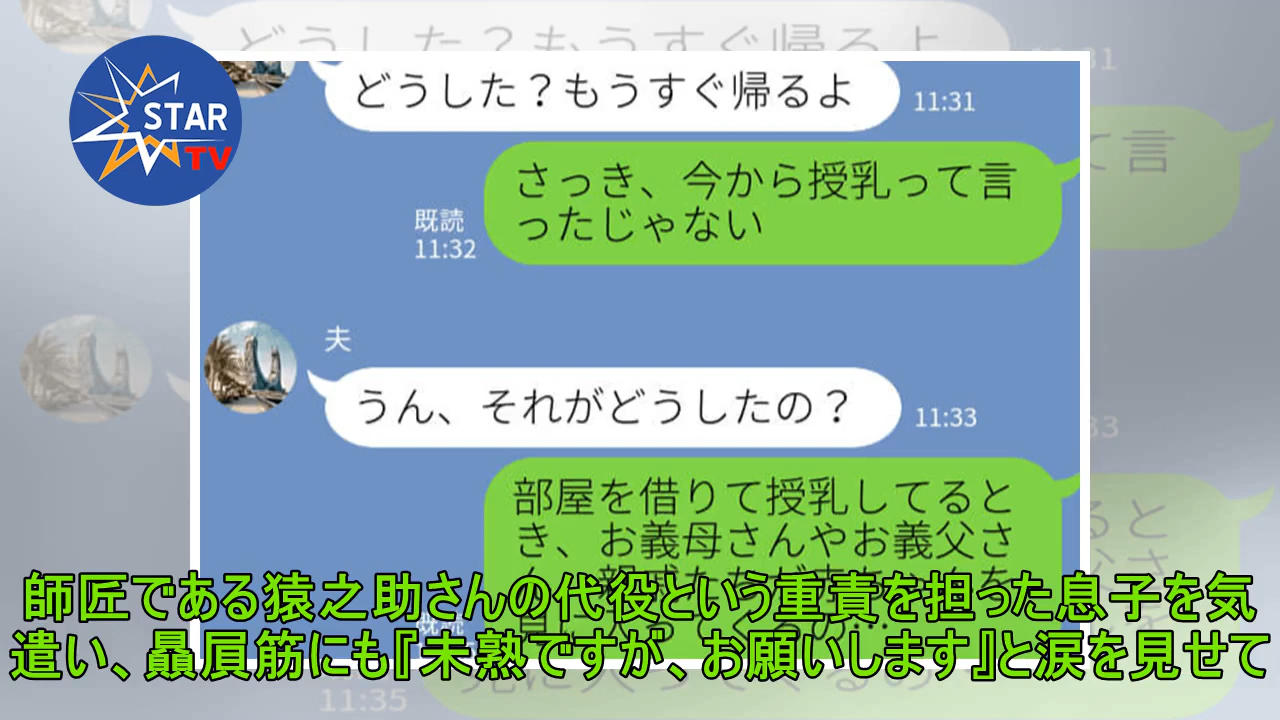 STAR
TV
どうした？もうすぐ帰るよ
11:31
さっき、今から授乳って言
ったじゃない
既読
11:32
夫
うん、それがどうしたの？
11:33
部屋を借りて授乳してると
き、お義母さんやお義父さ
師匠である猿之助さんの代役という重責を担った息子を気
遣い、贔屓筋にも『未熟ですが、お願いします』と涙を見せて
11:35